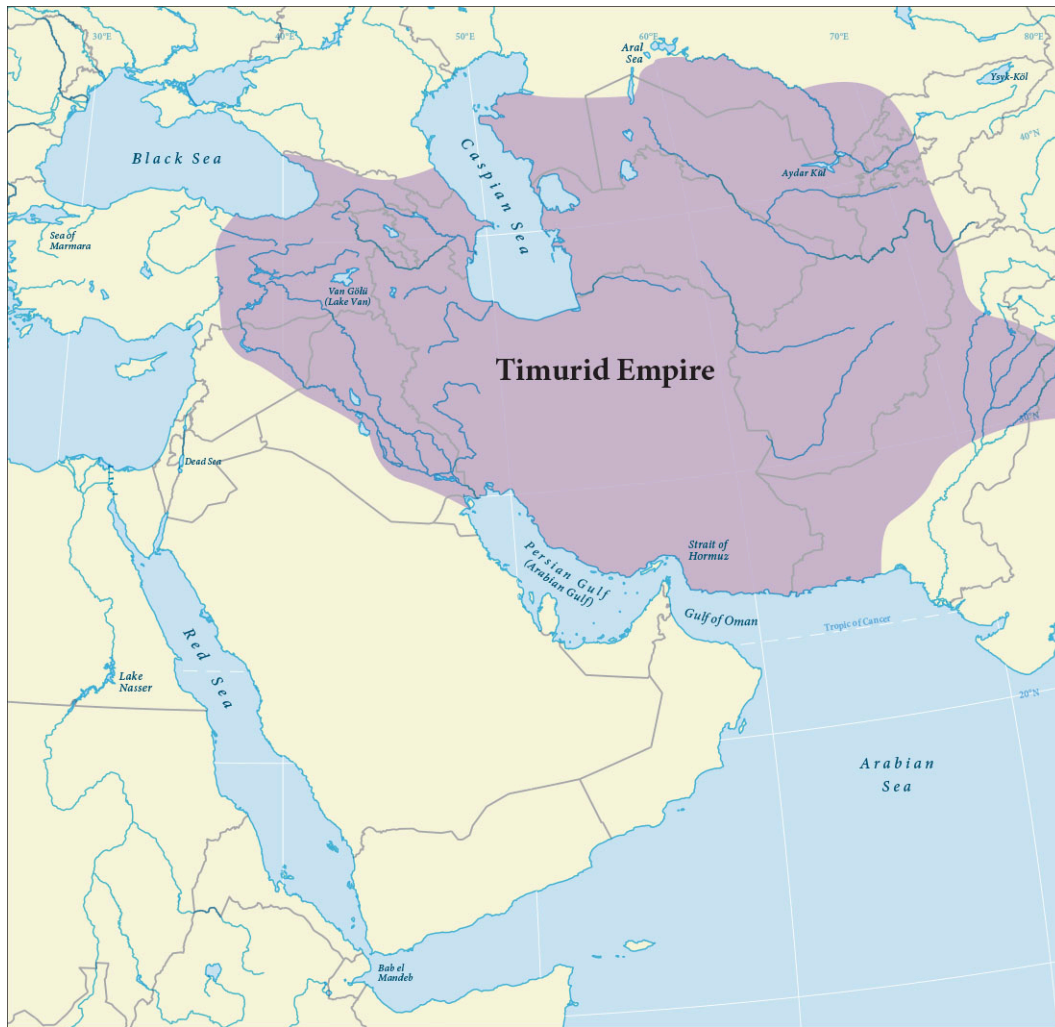 30°E
40°E
50°E
60°E
70°E
80°E
Aral
Sea
Ysyk-Köl
40°N
Black Sea
Caspian Sea
Aydar Kül
Sea of
Marmara
Van Gölü
(Lake Van)
Timurid Empire
30°N
Dead Sea
Strait of
Hormuz
Persian Gulf
(Arabian Gulf)
Gulf of Oman
Tropic of Cancer
Red Sea
Lake
Nasser
20°N
Arabian
Sea
Bab el
Mandeb